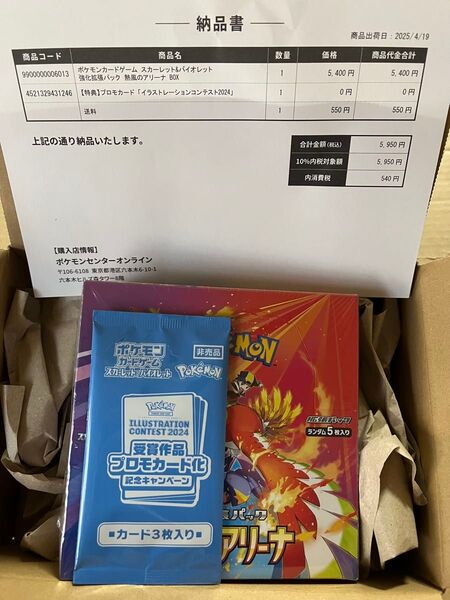 納品書
商品出荷日：2025/4/19
商品コード 商品名 数量 価格 商品代金合計
9900000006013 ポケモンカードゲーム スカーレット&バイオレット
強化拡張パック 熱風のアリーナ BOX 1 5,400 円 5,400 円
4521329431246 【特典】プロモカード「イラストレーションコンテスト2024」 1 0円 0円
送料 1 550 円 550 円
上記の通り納品いたします。
合計金額(税込) 5,950 円
10%内税対象額 5,950 円
内消費税 540 円
【購入店情報】
ポケモンセンターオンライン
〒106-6108 東京都港区六本木6-10-1
六本木ヒルズ森タワー8階
ポケモン
カードゲーム
スカーレット&バイオレット
非売品
Pokémon
Pokémon
ILLUSTRATION
CONTEST 2024
受賞作品
プロモカード化
記念キャンペーン
■カード3枚入り■
KÉMON
ランダム5枚入り
パック
アリーナ